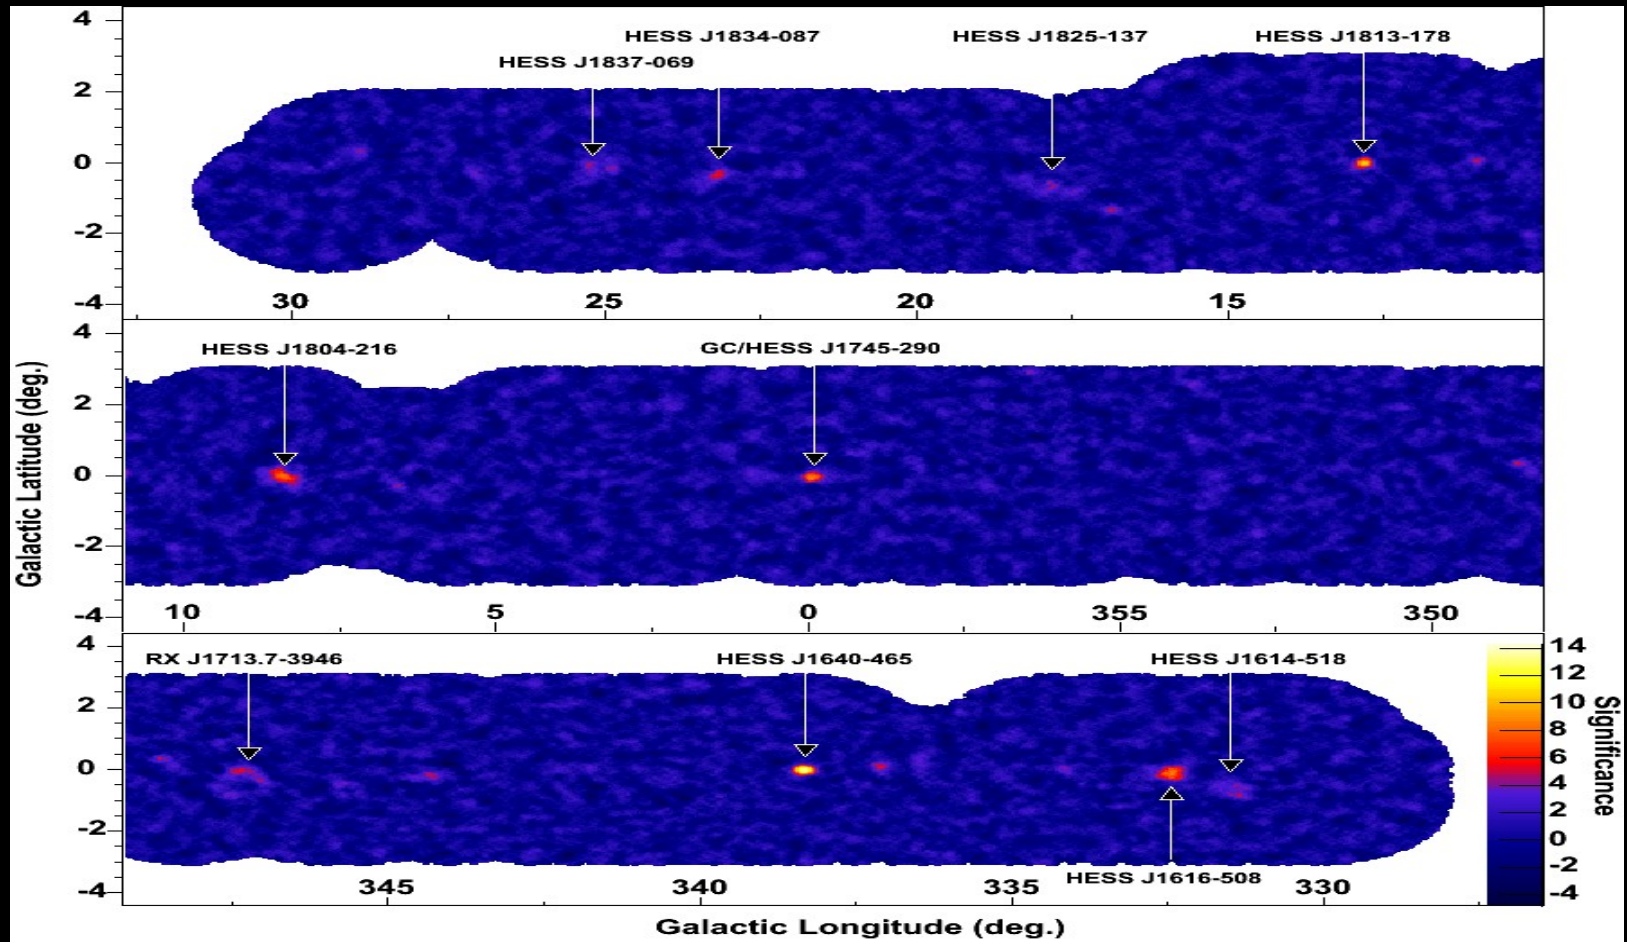 4
HESS J1834-087 HESS J1825-137 HESS J1813-178
HESS J1837-069
2
0
-2
-4
30 25 20 15
4
HESS J1804-216 GC/HESS J1745-290
2
0
-2
-4
10 5 0 355 350
4
RX J1713.7-3946 HESS J1640-465 HESS J1614-518
2
0
-2
-4
HESS J1616-508
345 340 335 330
14
12
10
8
6
4
2
0
-2
-4
Significance
Galactic Latitude (deg.)
Galactic Longitude (deg.)